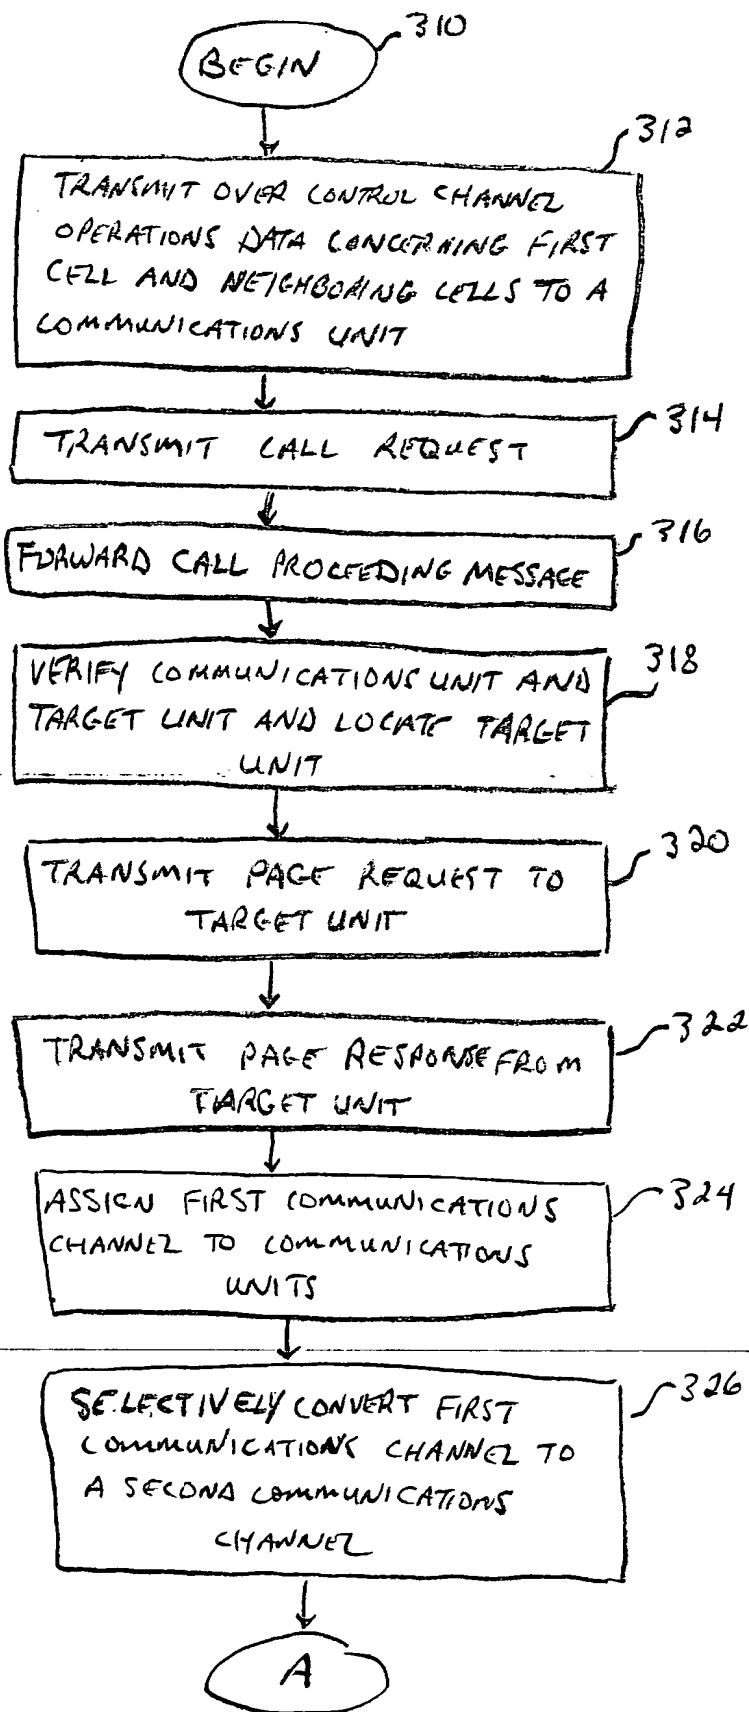 310
BEGIN
312
TRANSMIT OVER CONTROL CHANNEL
OPERATIONS DATA CONCERNING FIRST
CELL AND NEIGHBORING CELLS TO A
COMMUNICATIONS UNIT
314
TRANSMIT CALL REQUEST
316
FORWARD CALL PROCEEDING MESSAGE
318
VERIFY COMMUNICATIONS UNIT AND
TARGET UNIT AND LOCATE TARGET
UNIT
320
TRANSMIT PAGE REQUEST TO
TARGET UNIT
322
TRANSMIT PAGE RESPONSE FROM
TARGET UNIT
324
ASSIGN FIRST COMMUNICATIONS
CHANNEL TO COMMUNICATIONS
UNITS
326
SELECTIVELY CONVERT FIRST
COMMUNICATIONS CHANNEL TO
A SECOND COMMUNICATIONS
CHANNEL
A